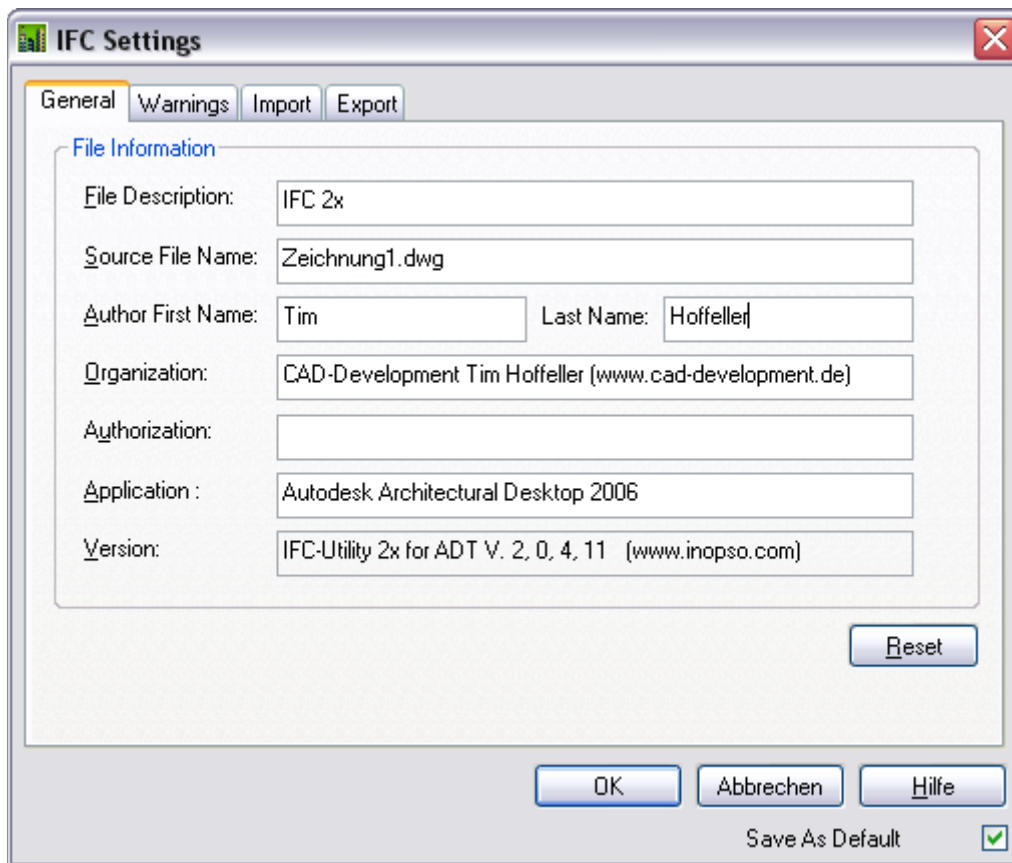 IFC Settings
General Warnings Import Export
File Information
File Description: IFC 2x
Source File Name: Zeichnung1.dwg
Author First Name: Tim Last Name: Hoffeller
Organization: CAD-Development Tim Hoffeller (www.cad-development.de)
Authorization:
Application : Autodesk Architectural Desktop 2006
Version: IFC-Utility 2x for ADT V. 2, 0, 4, 11 (www.inopso.com)
Reset
OK Abbrechen Hilfe
Save As Default